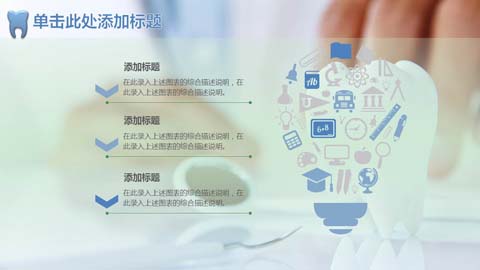 单击此处添加标题
添加标题
在此录入上述图表的综合描述说明，在
此录入上述图表的综合描述说明。
添加标题
在此录入上述图表的综合描述说明，在
此录入上述图表的综合描述说明。
添加标题
在此录入上述图表的综合描述说明，在
此录入上述图表的综合描述说明。
Ab
6+8